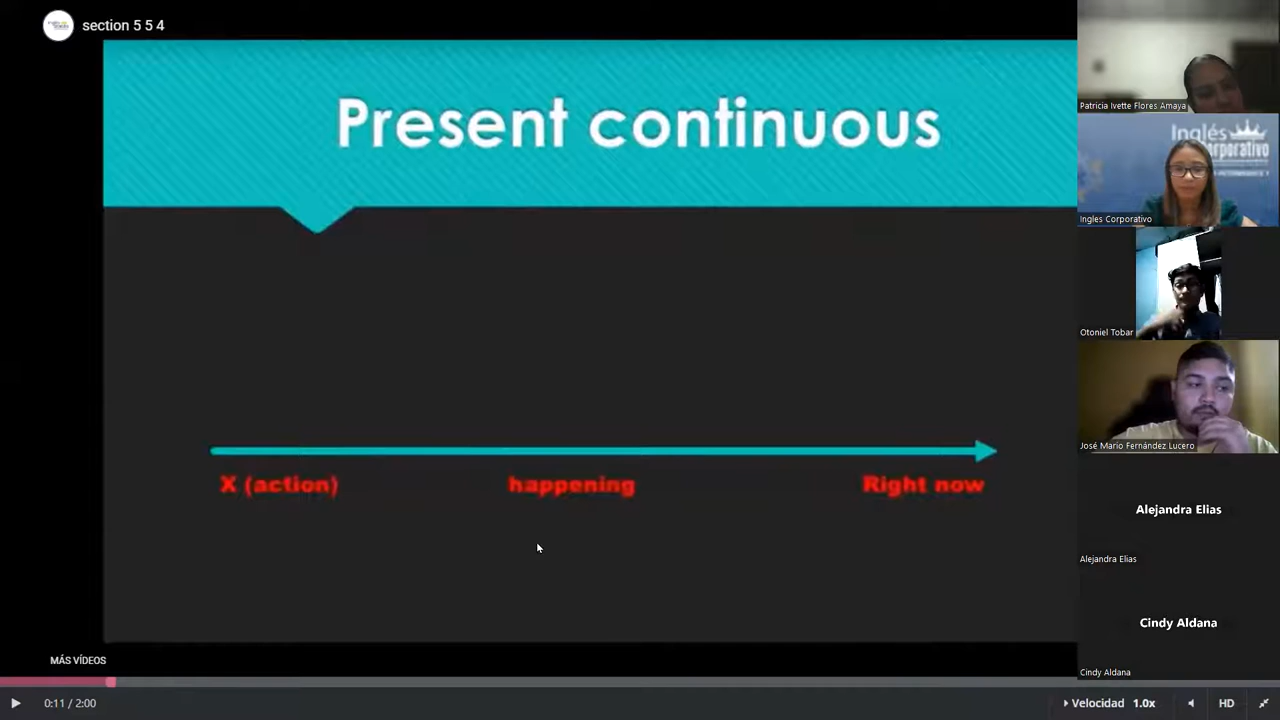 section 5 5 4
Present continuous
X (action) happening Right now
MÁS VÍDEOS
0:11 / 2:00
Velocidad 1.0x
HD
Patricia Ivette Flores Amaya
Inglés
Corporativo
Ingles Corporativo
Otoniel Tobar
José Mario Fernández Lucero
Alejandra Elias
Alejandra Elias
Cindy Aldana
Cindy Aldana